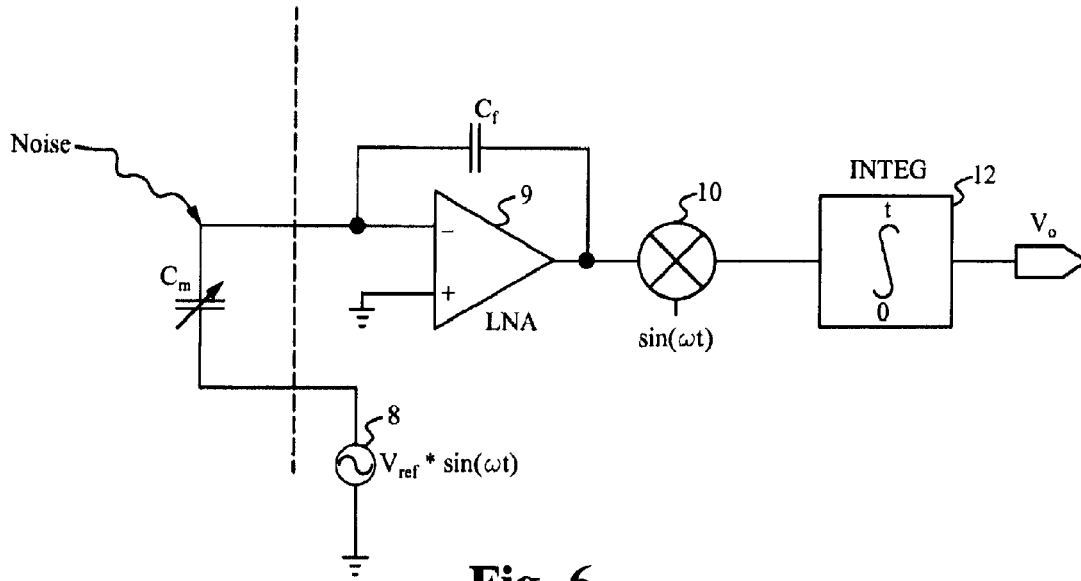 Noise
C_m
C_f
9
−
+
LNA
8
V_ref * sin(ωt)
10
sin(ωt)
INTEG
12
t
∫
0
V_o
Fig. 6